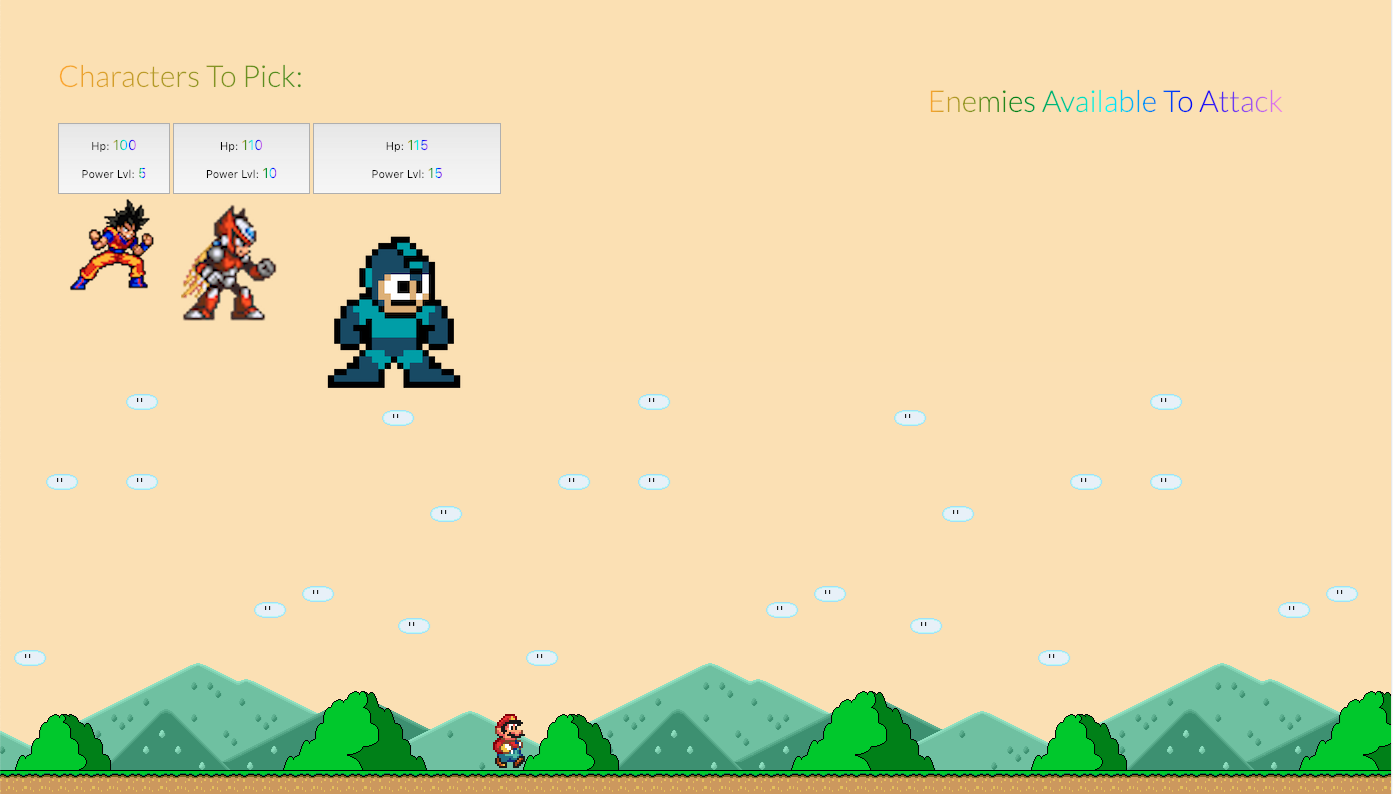 Characters To Pick:
Enemies Available To Attack
Hp: 100
Power Lvl: 5
Hp: 110
Power Lvl: 10
Hp: 115
Power Lvl: 15